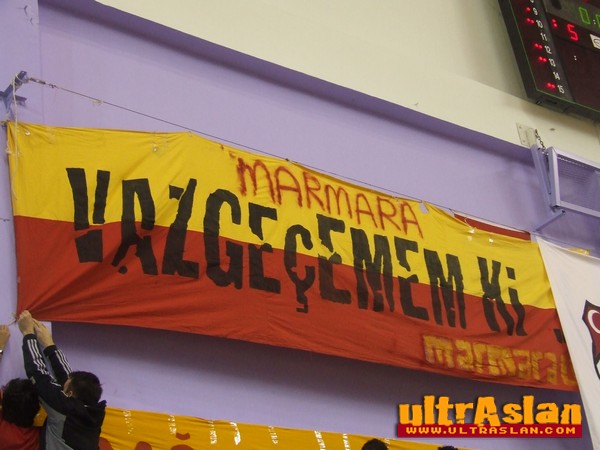 MARMARA
VAZGEÇEMEM Ki
marmara
ultrAslan
WWW.ULTRASLAN.COM